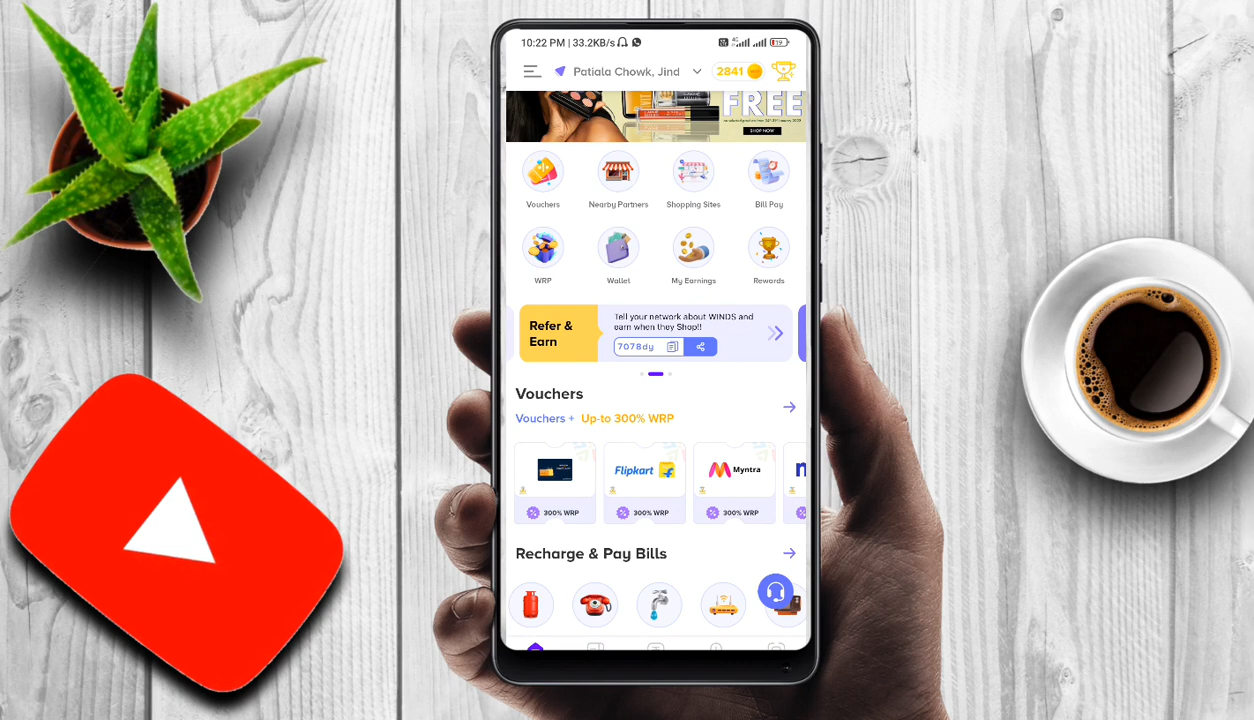 10:22 PM | 33.2KB/s
4G
19
Patiala Chowk, Jind
2841
FREE
SHOP NOW
Vouchers
Nearby Partners
Shopping Sites
Bill Pay
WRP
Wallet
My Earnings
Rewards
Refer &
Earn
Tell your network about WINDS and
earn when they Shop!!
7078dy
Vouchers
Vouchers + Up-to 300% WRP
Flipkart
Myntra
300% WRP
300% WRP
300% WRP
Recharge & Pay Bills